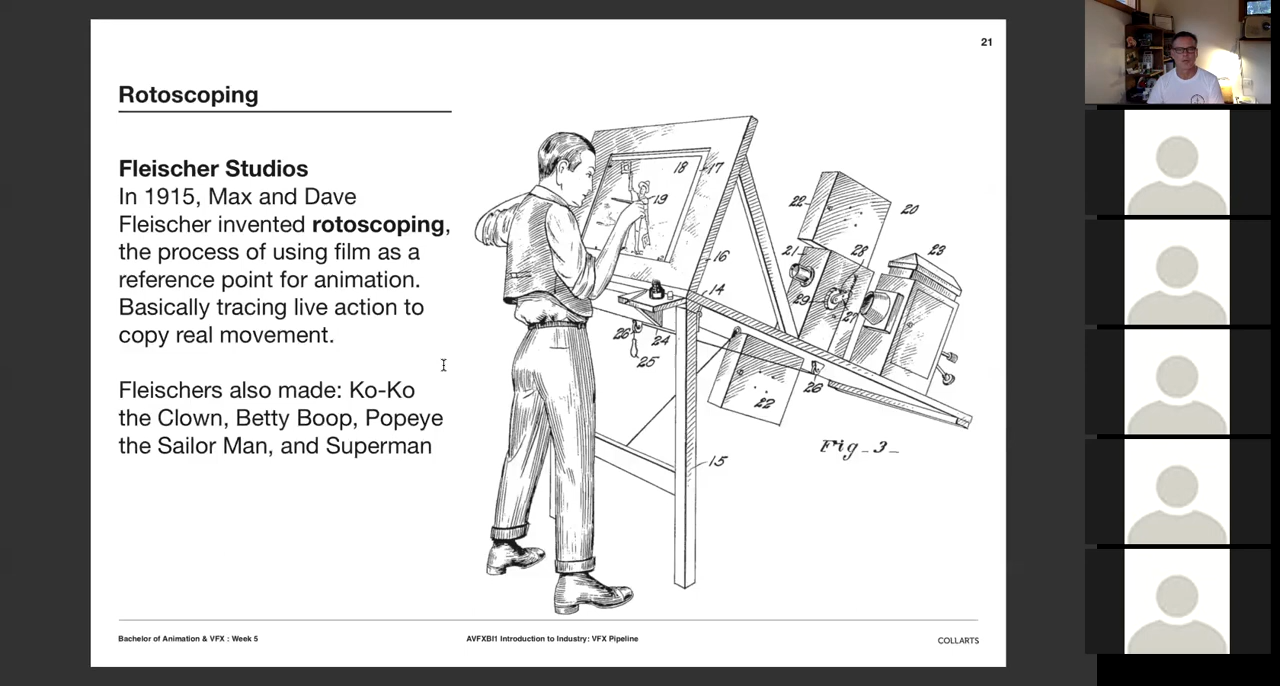 21
Rotoscoping
Fleischer Studios
In 1915, Max and Dave
Fleischer invented rotoscoping,
the process of using film as a
reference point for animation.
Basically tracing live action to
copy real movement.
Fleischers also made: Ko-Ko
the Clown, Betty Boop, Popeye
the Sailor Man, and Superman
18
17
19
22
20
16
21
28
23
14
29
27
26
24
25
26
22
Fig_3_
15
Bachelor of Animation & VFX : Week 5
AVFXBI1 Introduction to Industry: VFX Pipeline
COLLARTS